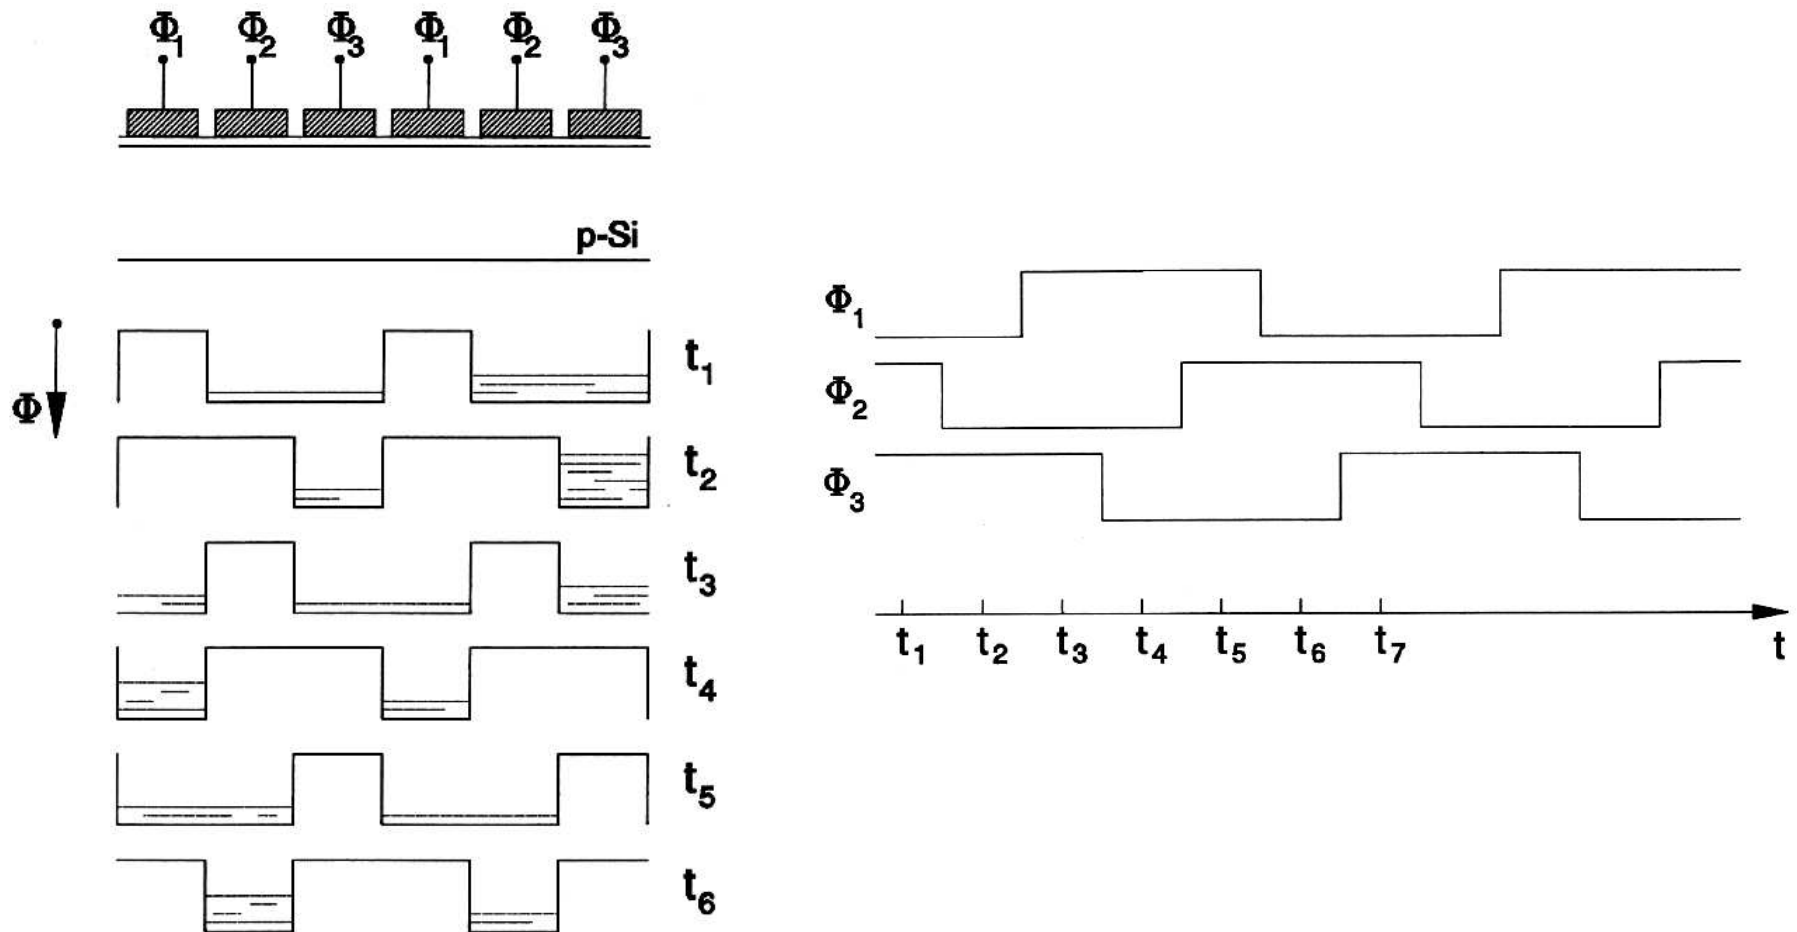 Φ₁ Φ₂ Φ₃ Φ₁ Φ₂ Φ₃
p-Si
Φ
t₁
t₂
t₃
t₄
t₅
t₆
Φ₁
Φ₂
Φ₃
t₁ t₂ t₃ t₄ t₅ t₆ t₇ t